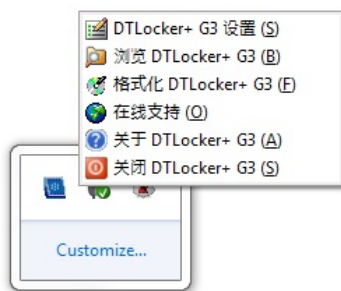 DTLocker+ G3 设置 (S)
浏览 DTLocker+ G3 (B)
格式化 DTLocker+ G3 (F)
在线支持 (O)
关于 DTLocker+ G3 (A)
关闭 DTLocker+ G3 (S)
Customize...